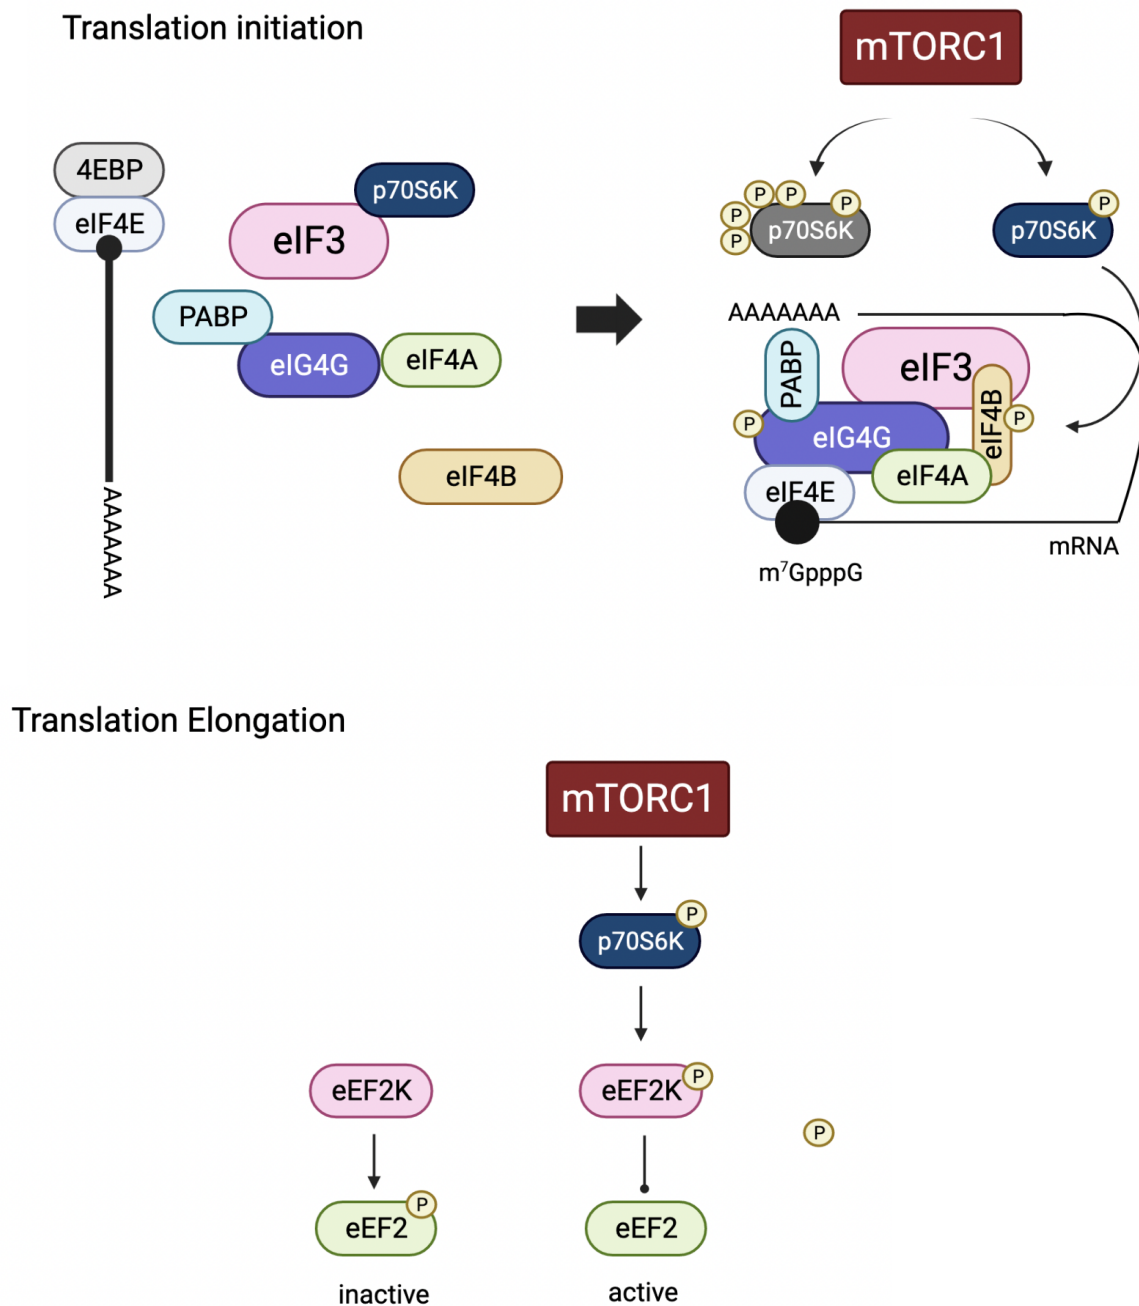 Translation initiation
mTORC1
4EBP
eIF4E
p70S6K
eIF3
PABP
eIG4G
eIF4A
eIF4B
AAAAAAA
P
P
P
P
P
p70S6K
P
p70S6K
AAAAAAA
PABP
eIF3
eIF4B
P
P
eIG4G
eIF4A
eIF4E
mRNA
m⁷GpppG
Translation Elongation
mTORC1
P
p70S6K
eEF2K
P
eEF2K
P
P
eEF2
eEF2
inactive
active